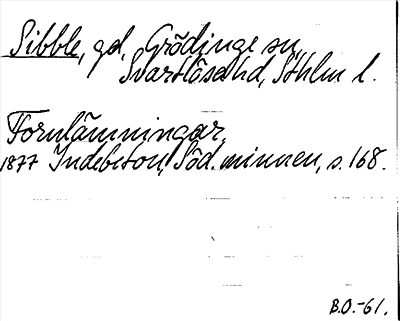 Sibble, gd, Grödinge sn,
Svartlösa hd, Sthlm l.
Fornlämningar.
1877 Indebetou, Söd. minnen, s. 168.
B.O.-61.